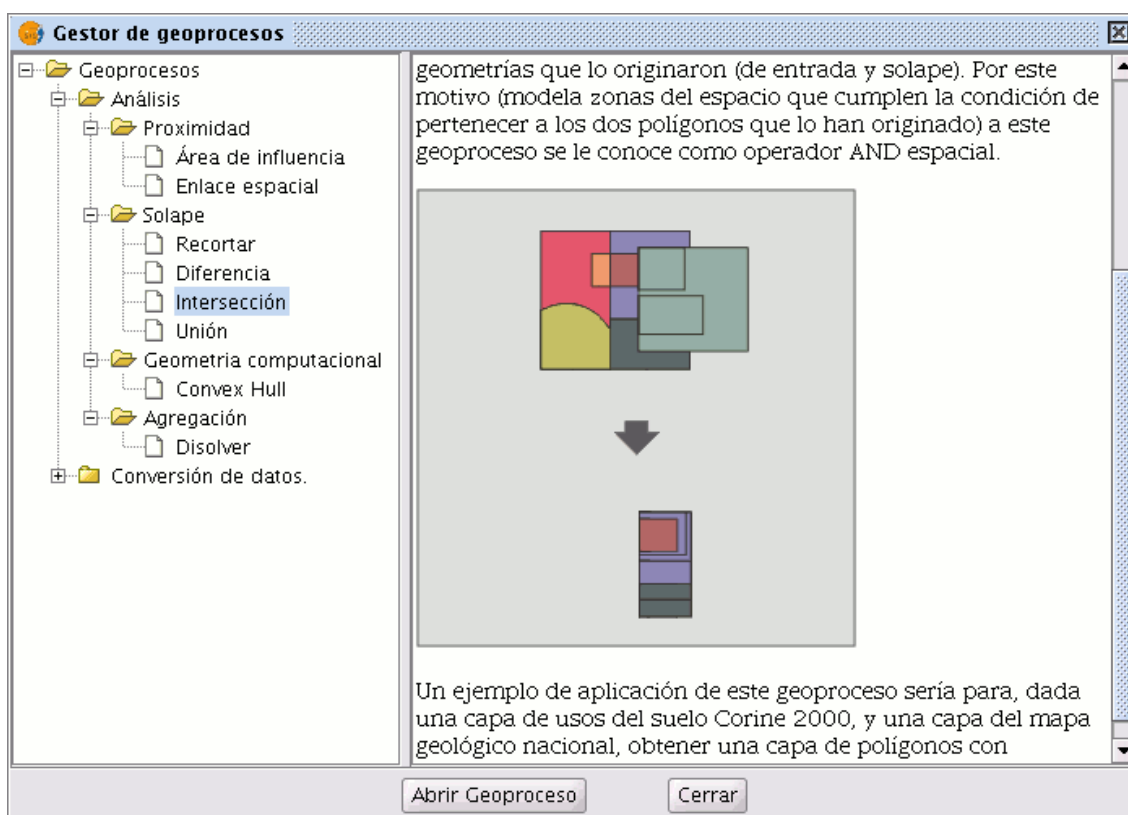 Gestor de geoprocesos
Geoprocesos
Análisis
Proximidad
Área de influencia
Enlace espacial
Solape
Recortar
Diferencia
Intersección
Unión
Geometria computacional
Convex Hull
Agregación
Disolver
Conversión de datos.
geometrías que lo originaron (de entrada y solape). Por este
motivo (modela zonas del espacio que cumplen la condición de
pertenecer a los dos polígonos que lo han originado) a este
geoproceso se le conoce como operador AND espacial.
Un ejemplo de aplicación de este geoproceso sería para, dada
una capa de usos del suelo Corine 2000, y una capa del mapa
geológico nacional, obtener una capa de polígonos con
Abrir Geoproceso
Cerrar